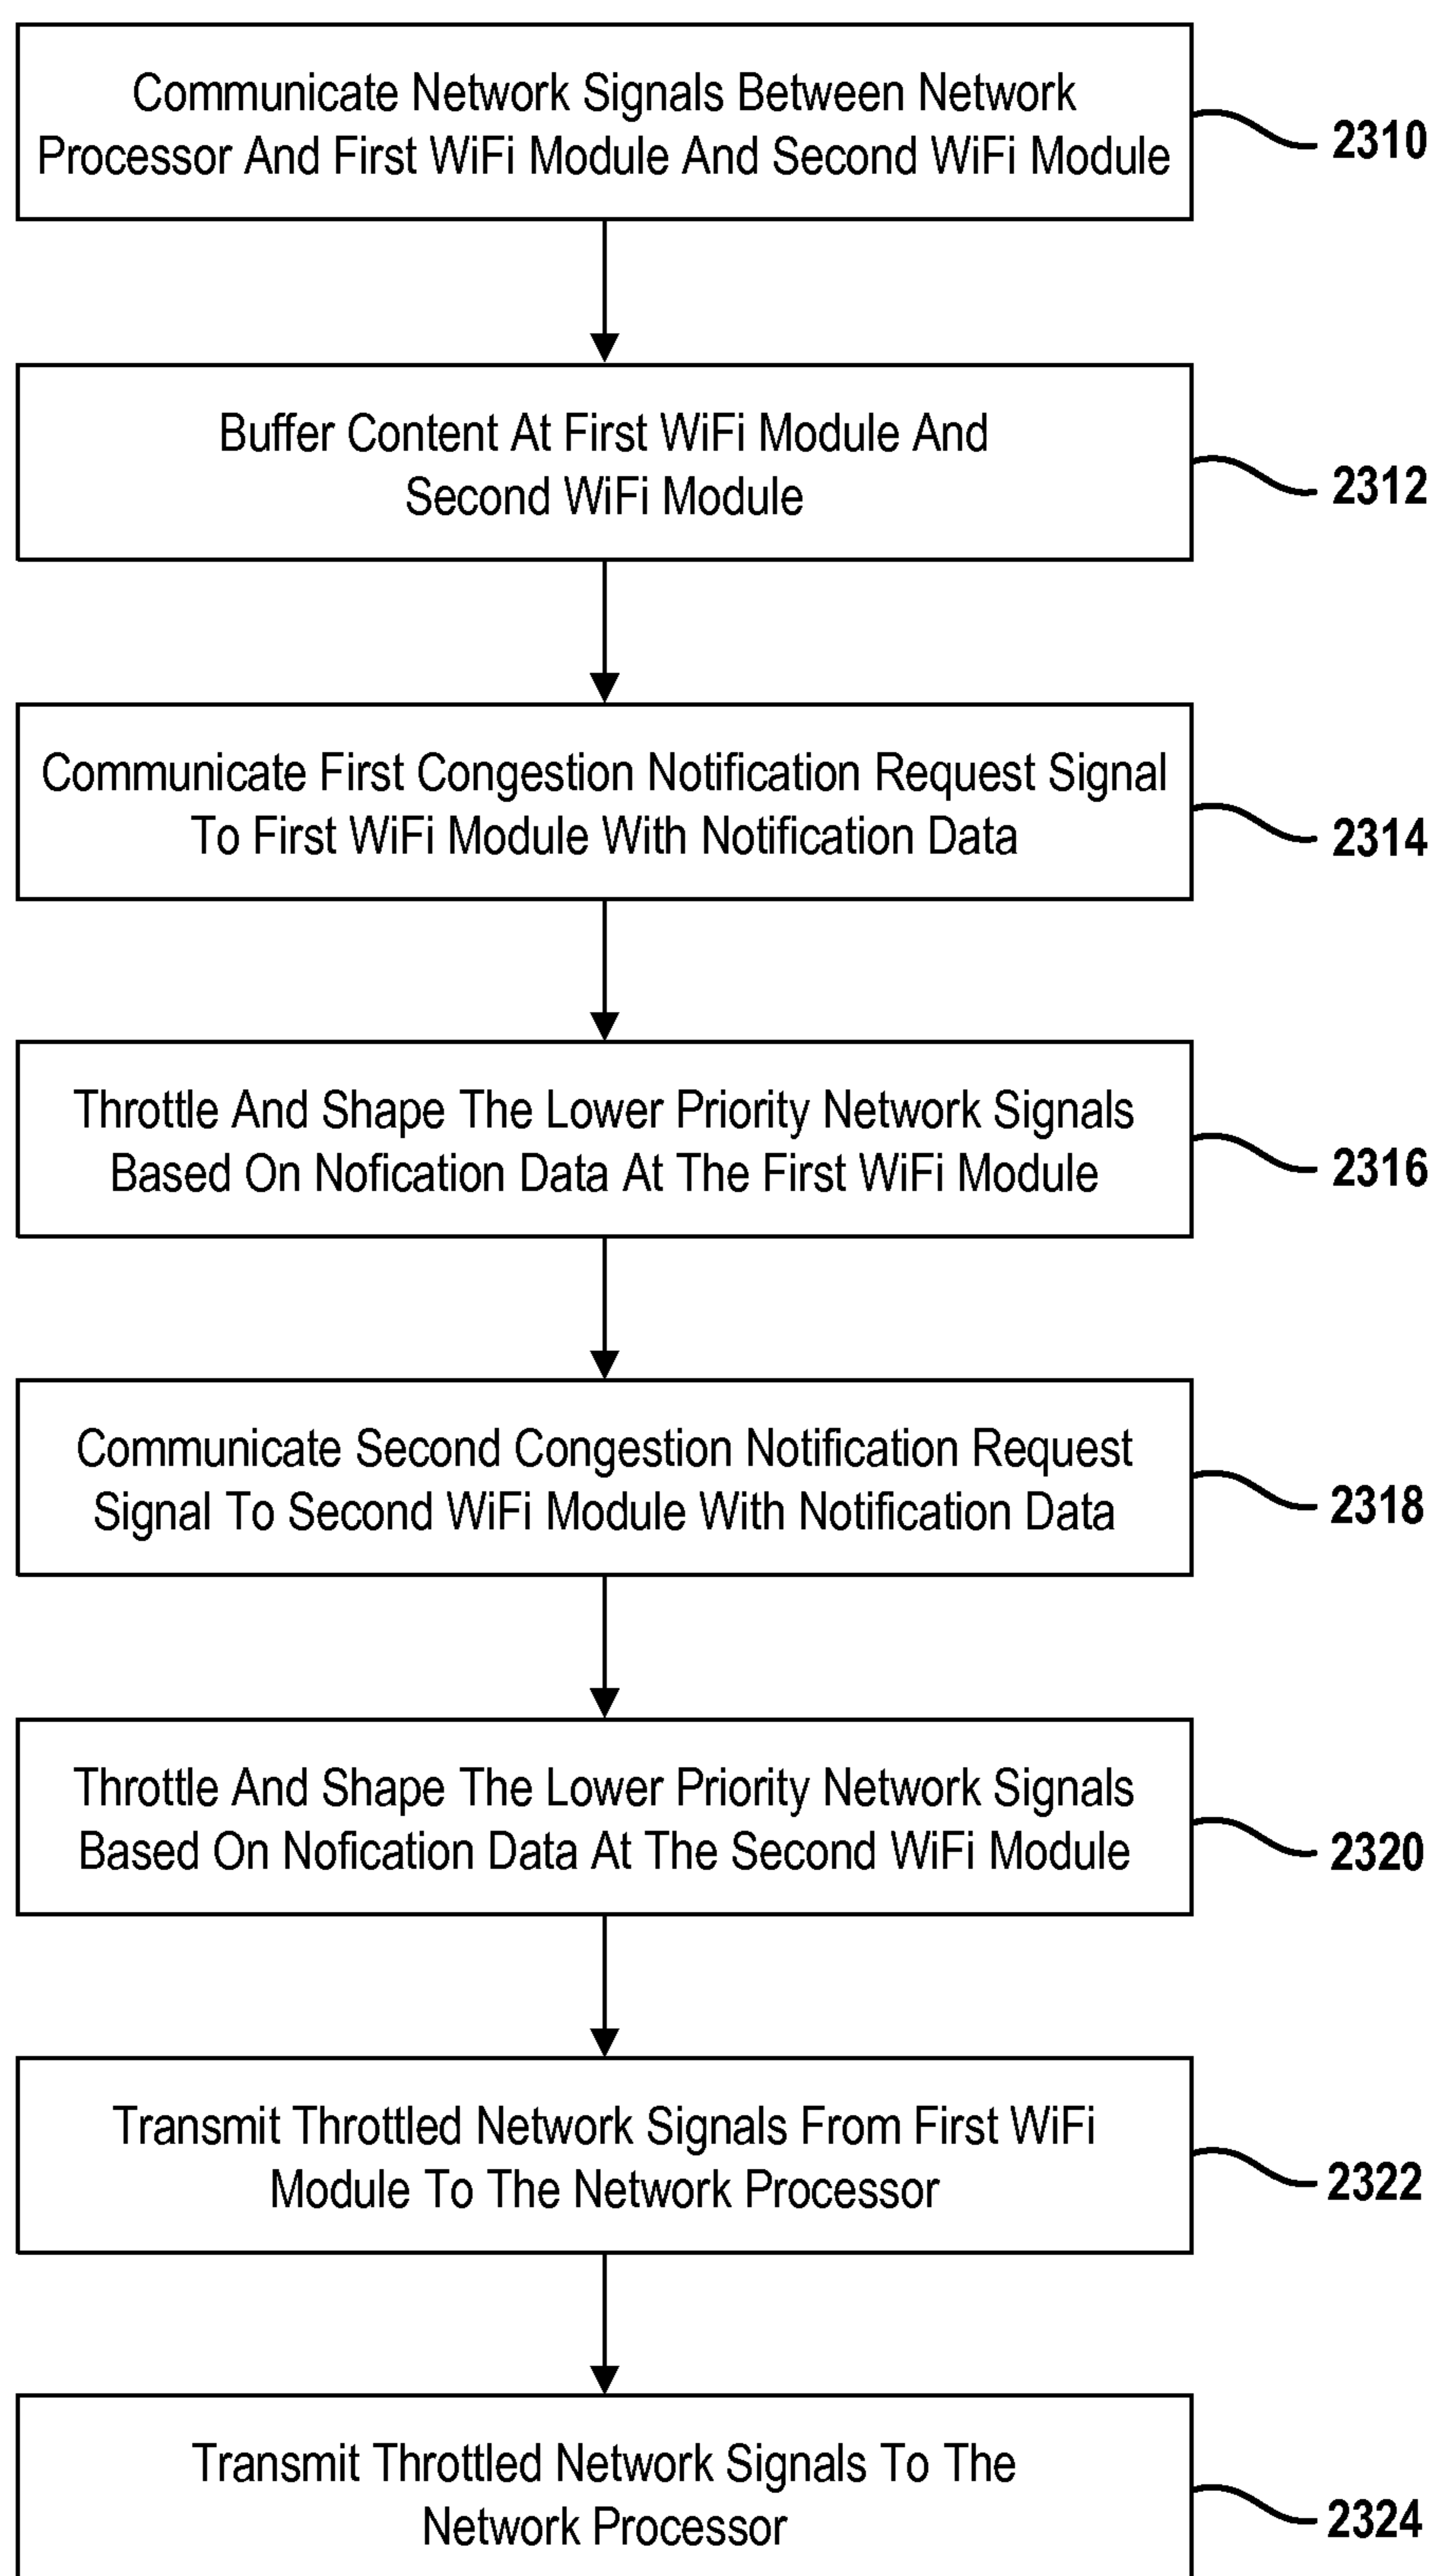 Communicate Network Signals Between Network
Processor And First WiFi Module And Second WiFi Module
2310
Buffer Content At First WiFi Module And
Second WiFi Module
2312
Communicate First Congestion Notification Request Signal
To First WiFi Module With Notification Data
2314
Throttle And Shape The Lower Priority Network Signals
Based On Nofication Data At The First WiFi Module
2316
Communicate Second Congestion Notification Request
Signal To Second WiFi Module With Notification Data
2318
Throttle And Shape The Lower Priority Network Signals
Based On Nofication Data At The Second WiFi Module
2320
Transmit Throttled Network Signals From First WiFi
Module To The Network Processor
2322
Transmit Throttled Network Signals To The
Network Processor
2324